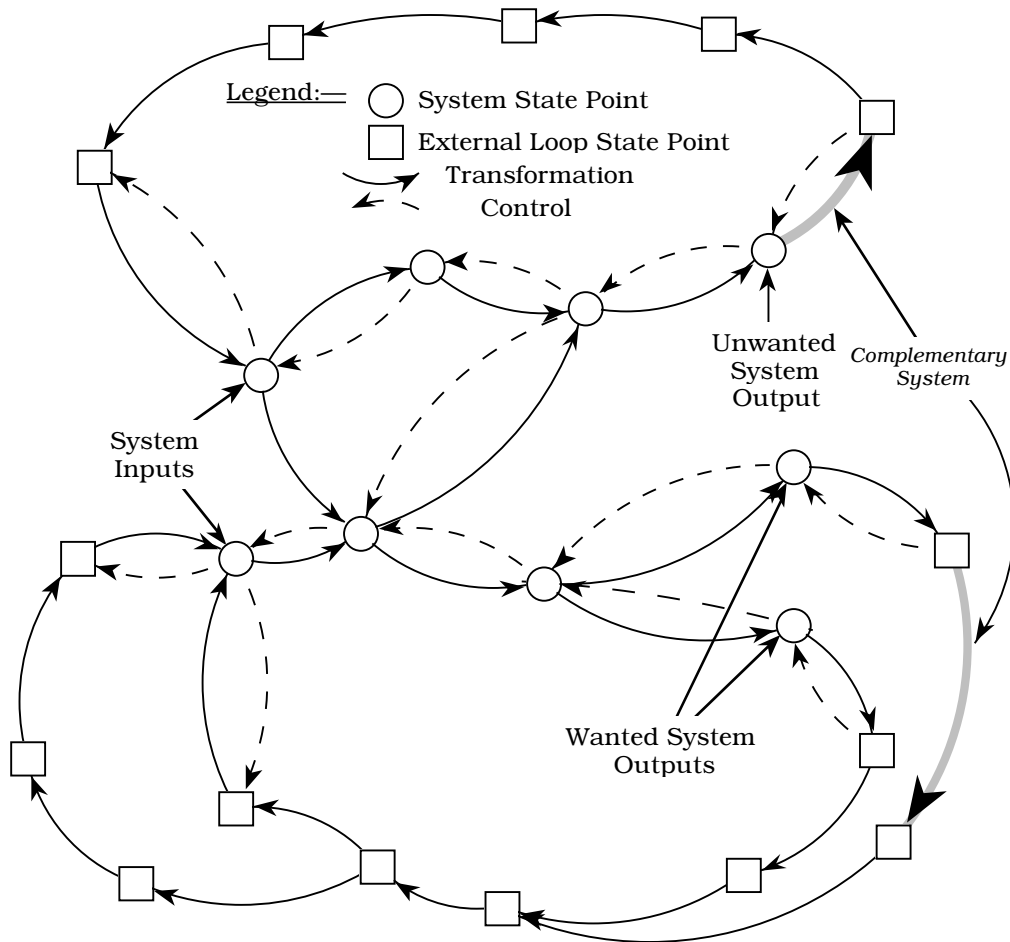 Legend:—
System State Point
External Loop State Point
Transformation
Control
Unwanted
System
Output
Complementary
System
System
Inputs
Wanted System
Outputs